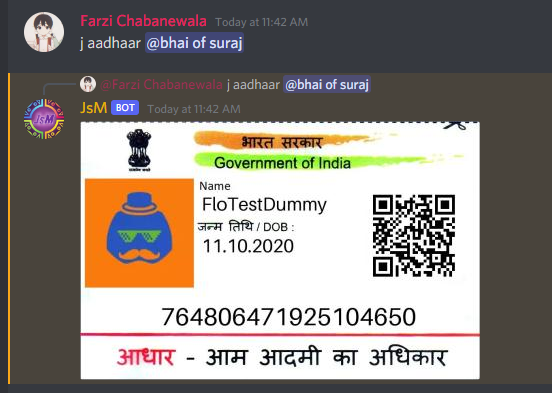 Farzi Chabanewala Today at 11:42 AM
j aadhaar @bhai of suraj
@Farzi Chabanewala j aadhaar @bhai of suraj
JsM BOT Today at 11:42 AM
JsM
भारत सरकार
Government of India
Name
FloTestDummy
जन्म तिथि / DOB :
11.10.2020
764806471925104650
आधार - आम आदमी का अधिकार